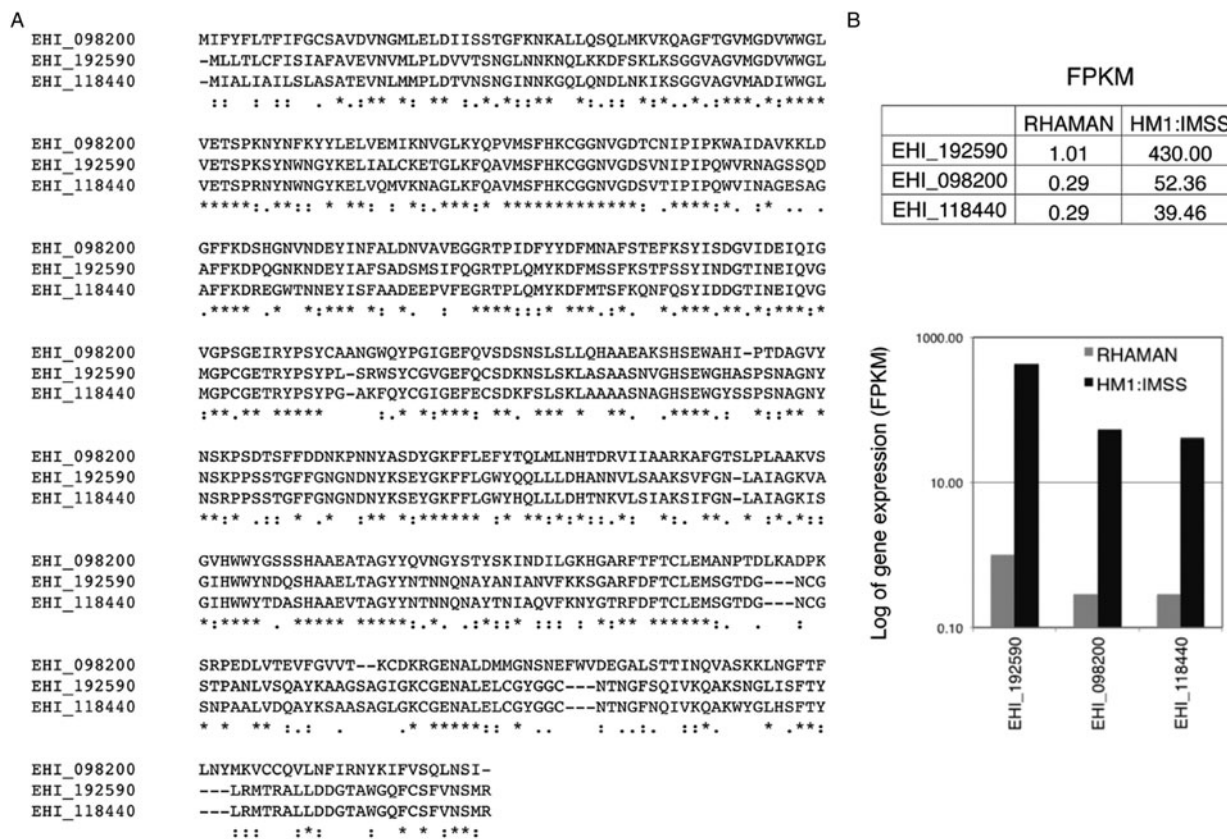 A
EHI_098200 MIFYFLTFIFGCSAVDVNGMLELDIISSTGFKNKALLQSQLMKVKQAGFTGVMGDVWWGL
EHI_192590 -MLLTLCFISIAFAVEVNVMLPLDVVTSNGLNNKNQLKKDFSKLKSGGVAGVMGDVWWGL
EHI_118440 -MIALIAILSLASATEVNLMMPLDTVNSNGINNKGQLQNDLNKIKSGGVAGVMADIWWGL
:: : . *.:** *: ** : *.*::** *:.:: *:*..*.:***.*:****
EHI_098200 VETSPKNYNFKYYLELVEMIKNVGLKYQPVMSFHKCGGNVGDTCNIPIPKWAIDAVKKLD
EHI_192590 VETSPKSYNWNGYKELIALCKETGLKFQAVMSFHKCGGNVGDSVNIPIPQWVRNAGSSQD
EHI_118440 VETSPRNYNWNGYKELVQMVKNAGLKFQAVMSFHKCGGNVGDSVTIPIPQWVINAGESAG
*****:.**:: * **: : *:.***:*.*************: .****:*. :* . .
EHI_098200 GFFKDSHGNVNDEYINFALDNVAVEGGRTPIDFYYDFMNAFSTEFKSYISDGVIDEIQIG
EHI_192590 AFFKDPQGNKNDEYIAFSADSMSIFQGRTPLQMYKDFMSSFKSTFSSYINDGTINEIQVG
EHI_118440 AFFKDREGWTNNEYISFAADEEPVFEGRTPLQMYKDFMTSFKQNFQSYIDDGTINEIQVG
.**** .* *:*** *: *. .: ****:::* ***.:*. *.***.**.*:***:*
EHI_098200 VGPSGEIRYPSYCAANGWQYPGIGEFQVSDSNSLSLLQHAAEAKSHSEWAHI-PTDAGVY
EHI_192590 MGPCGETRYPSYPL-SRWSYCGVGEFQCSDKNSLSKLASAASNVGHSEWGHASPSNAGNY
EHI_118440 MGPCGETRYPSYPG-AKFQYCGIGEFECSDKFSLSKLAAAASNAGHSEWGYSSPSNAGNY
:**.** ***** :.* *:***: **. *** * **. .****.: *::** *
EHI_098200 NSKPSDTSFFDDNKPNNYASDYGKFFLEFYTQLMLNHTDRVIIAARKAFGTSLPLAAKVS
EHI_192590 NSKPPSSTGFFGNGNDNYKSEYGKFFLGWYQQLLLDHANNVLSAAKSVFGN-LAIAGKVA
EHI_118440 NSRPPSSTGFFGNGNDNYKSEYGKFFLGWYHQLLLDHTNKVLSIAKSIFGN-LAIAGKIS
**:* .:: * .* :** *:****** :* **:*:*::.*: *:. **. *.:*.*::
EHI_098200 GVHWWYGSSSHAAEATAGYYQVNGYSTYSKINDILGKHGARFTFTCLEMANPTDLKADPK
EHI_192590 GIHWWYNDQSHAAELTAGYYNTNNQNAYANIANVFKKSGARFDFTCLEMSGTDG---NCG
EHI_118440 GIHWWYTDASHAAEVTAGYYNTNNQNAYTNIAQVFKNYGTRFDFTCLEMSGTDG---NCG
*:**** . ***** *****:.*. .:*::* ::: : *:** ******:. . :
EHI_098200 SRPEDLVTEVFGVVT--KCDKRGENALDMMGNSNEFWVDEGALSTTINQVASKKLNGFTF
EHI_192590 STPANLVSQAYKAAGSAGIGKCGENALELCGYGGC---NTNGFSQIVKQAKSNGLISFTY
EHI_118440 SNPAALVDQAYKSAASAGLGKCGENALELCGYGGC---NTNGFNQIVKQAKWYGLHSFTY
* * ** :.: . .* *****:: * .. : ..:. ::*. * .**:
EHI_098200 LNYMKVCCQVLNFIRNYKIFVSQLNSI-
EHI_192590 ---LRMTRALLDDGTAWGQFCSFVNSMR
EHI_118440 ---LRMTRALLDDGTAWGQFCSFVNSMR
::: :*: : * * :**:
B
FPKM
RHAMAN HM1:IMSS
EHI_192590 1.01 430.00
EHI_098200 0.29 52.36
EHI_118440 0.29 39.46
Log of gene expression (FPKM)
1000.00
10.00
0.10
RHAMAN
HM1:IMSS
EHI_192590
EHI_098200
EHI_118440